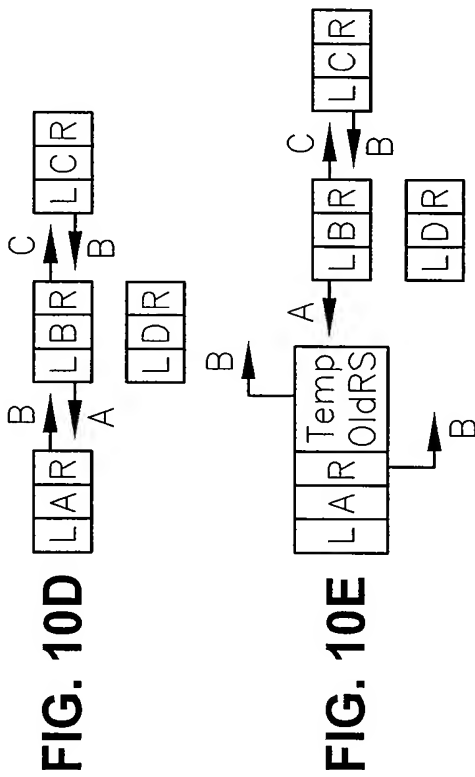 FIG. 10D
L A R
B
A
L B R
C
B
L C R
L D R
FIG. 10E
L A R
Temp
OldRS
B
B
A
L B R
C
B
L C R
L D R